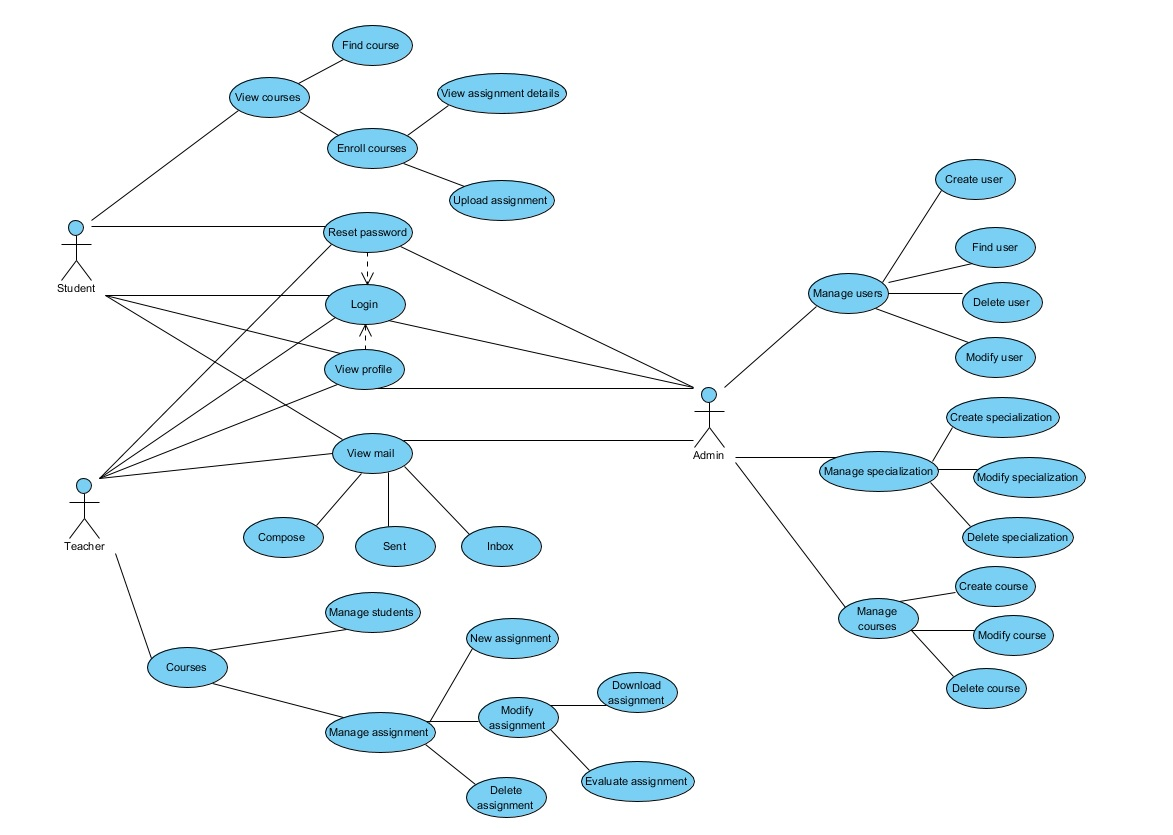 Find course
View courses
View assignment details
Enroll courses
Upload assignment
Create user
Reset password
Find user
Student
Login
Manage users
Delete user
View profile
Modify user
Create specialization
View mail
Admin
Manage specialization
Modify specialization
Compose
Sent
Inbox
Delete specialization
Teacher
Create course
Manage students
Manage
courses
New assignment
Modify course
Courses
Download
assignment
Delete course
Modify
assignment
Manage assignment
Evaluate assignment
Delete
assignment